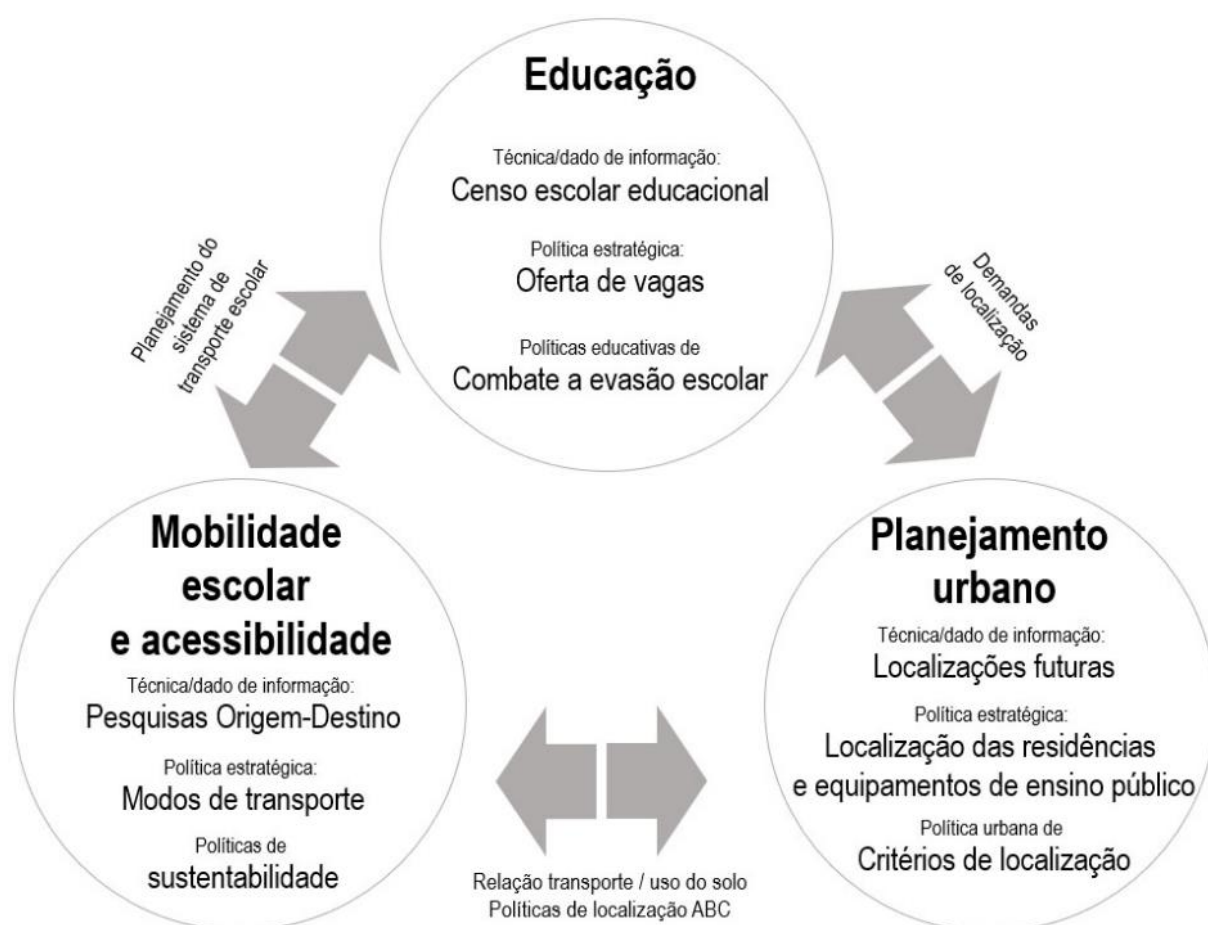 Educação
Técnica/dado de informação:
Censo escolar educacional
Política estratégica:
Oferta de vagas
Políticas educativas de
Combate a evasão escolar
Planejamento do
sistema de
transporte escolar
Demandas
de localização
Mobilidade
escolar
e acessibilidade
Técnica/dado de informação:
Pesquisas Origem-Destino
Política estratégica:
Modos de transporte
Políticas de
sustentabilidade
Planejamento
urbano
Técnica/dado de informação:
Localizações futuras
Política estratégica:
Localização das residências
e equipamentos de ensino público
Política urbana de
Critérios de localização
Relação transporte / uso do solo
Políticas de localização ABC